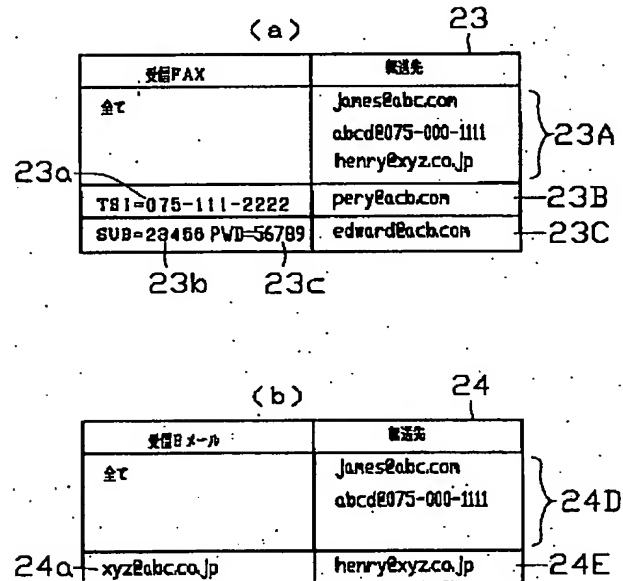 (a)
23
受信FAX 転送先
全て james@abc.com
abcd@075-000-1111
henry@xyz.co.jp
23A
23a
TSI=075-111-2222 pery@acb.com 23B
SUB=23456 PWD=56789 edward@acb.com 23C
23b 23c
(b)
24
受信Eメール 転送先
全て james@abc.com
abcd@075-000-1111
24D
24a xyz@abc.co.jp henry@xyz.co.jp 24E